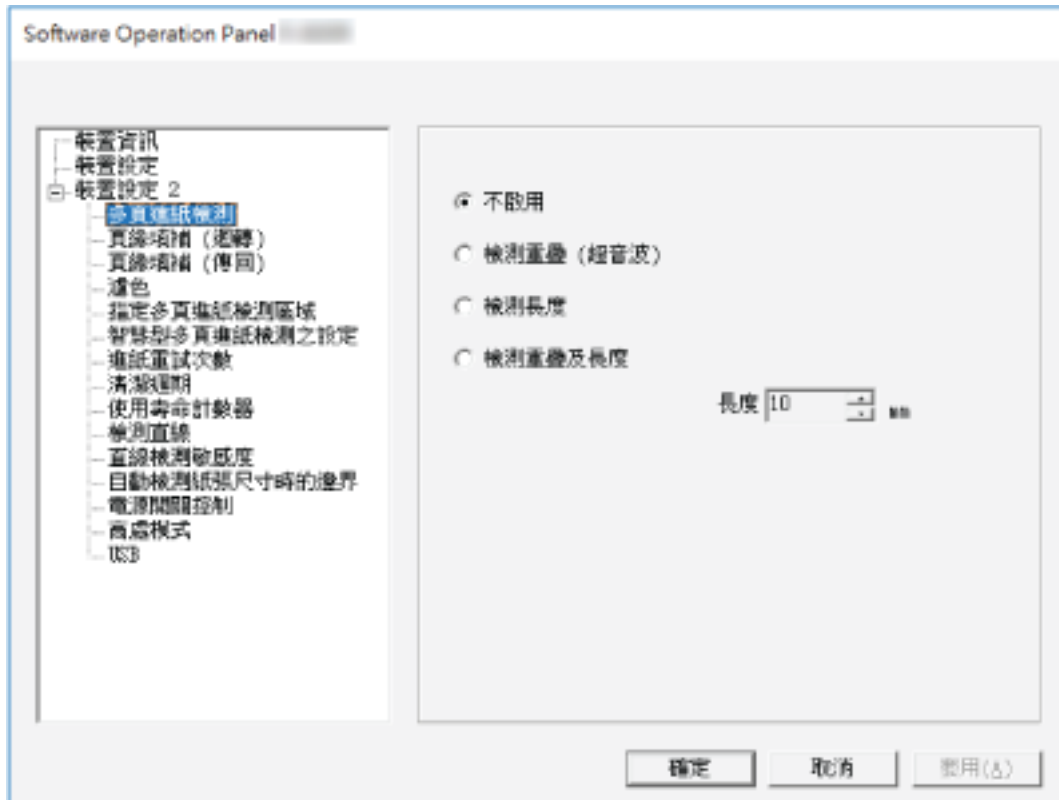 Software Operation Panel
裝置資訊
裝置設定
裝置設定 2
多頁進紙檢測
頁緣填補 (迴轉)
頁緣填補 (傳回)
濾色
指定多頁進紙檢測區域
智慧型多頁進紙檢測之設定
進紙重試次數
清潔週期
使用壽命計數器
檢測直線
直線檢測敏感度
自動檢測紙張尺寸時的邊界
電源開關控制
高處模式
USB
不啟用
檢測重疊 (超音波)
檢測長度
檢測重疊及長度
長度 10 mm
確定
取消
套用(A)